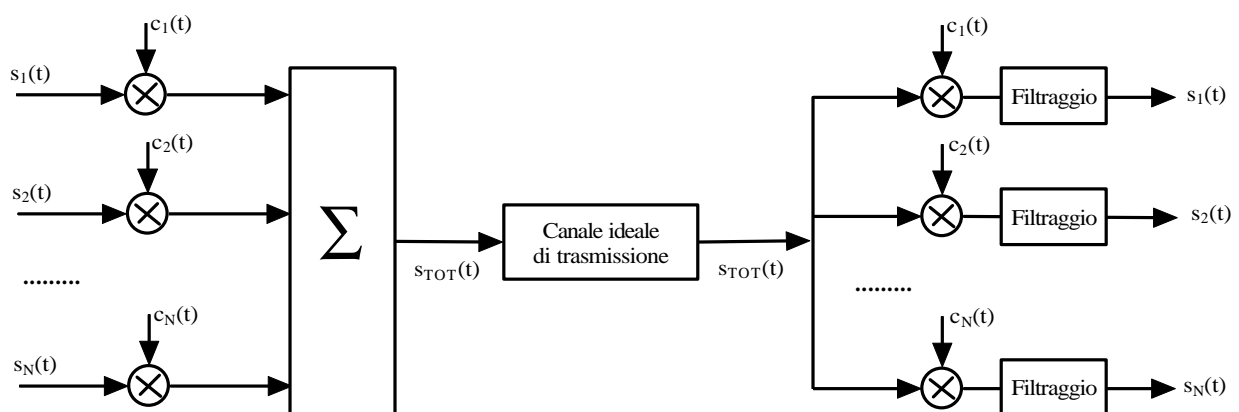 c1(t)
s1(t)
c2(t)
s2(t)
.........
cN(t)
sN(t)
Σ
sTOT(t)
Canale ideale
di trasmissione
sTOT(t)
c1(t)
Filtraggio
s1(t)
c2(t)
Filtraggio
s2(t)
.........
cN(t)
Filtraggio
sN(t)